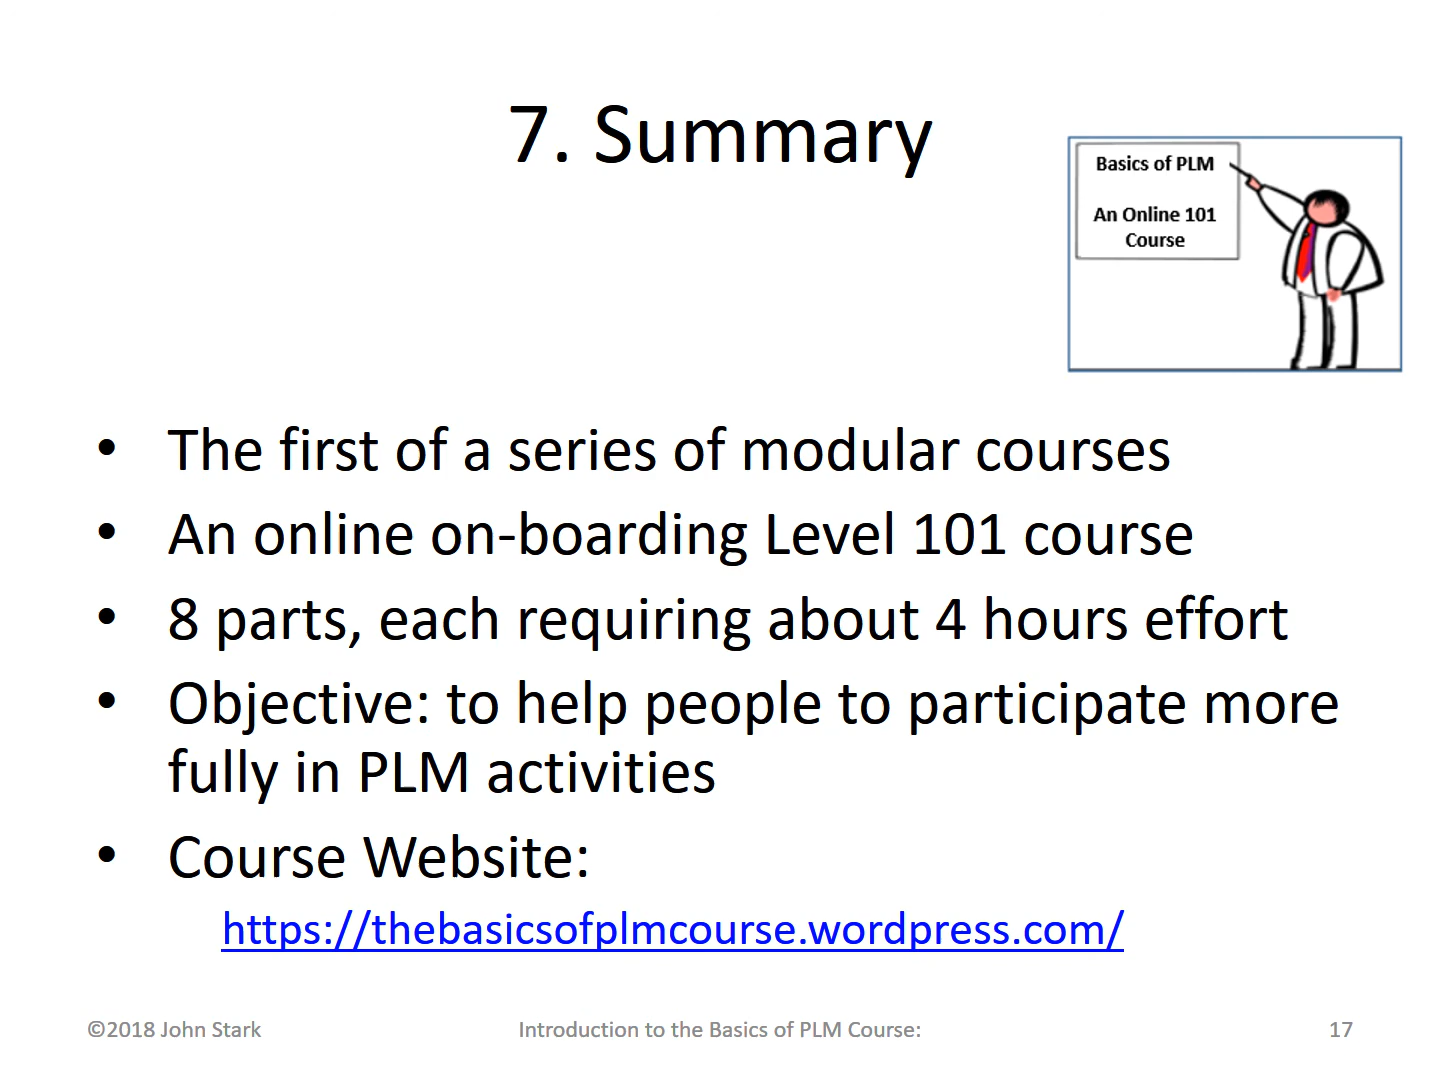 7. Summary
Basics of PLM
An Online 101
Course
• The first of a series of modular courses
• An online on-boarding Level 101 course
• 8 parts, each requiring about 4 hours effort
• Objective: to help people to participate more
fully in PLM activities
• Course Website:
https://thebasicsofplmcourse.wordpress.com/
©2018 John Stark
Introduction to the Basics of PLM Course:
17